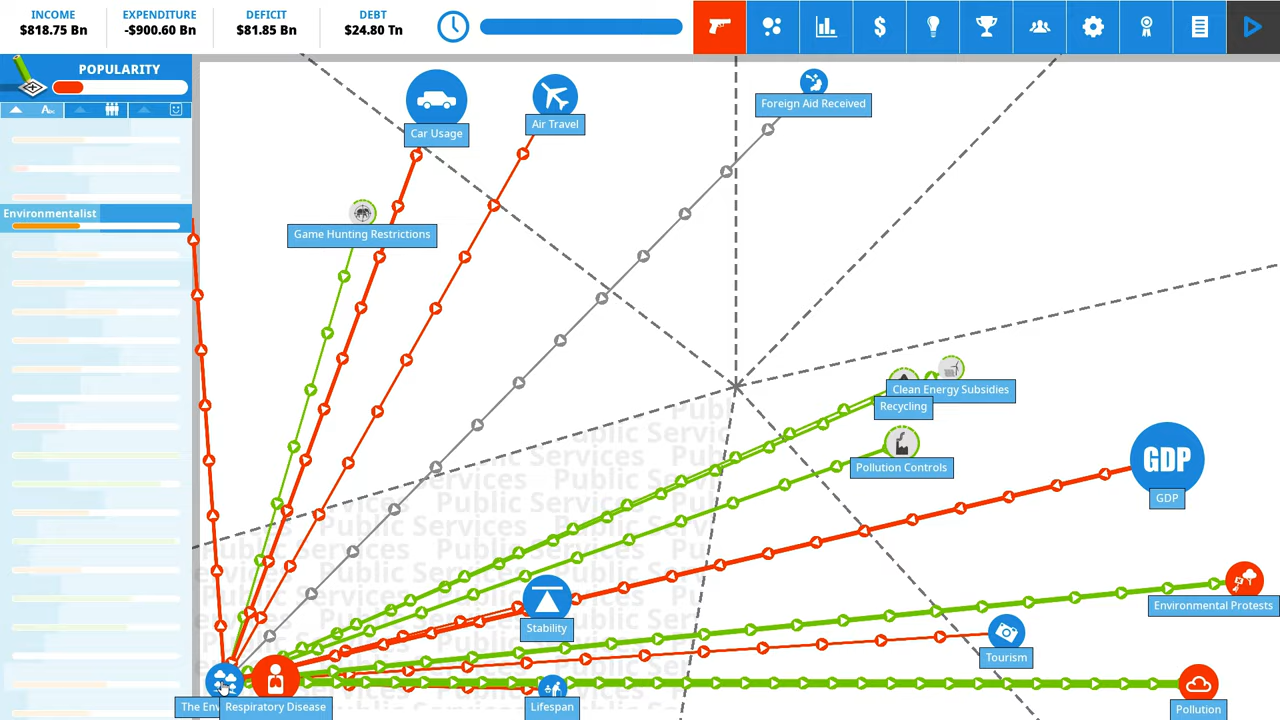 INCOME
$818.75 Bn
EXPENDITURE
-$900.60 Bn
DEFICIT
$81.85 Bn
DEBT
$24.80 Tn
POPULARITY
Environmentalist
Car Usage
Air Travel
Foreign Aid Received
Game Hunting Restrictions
Clean Energy Subsidies
Recycling
Pollution Controls
GDP
GDP
Stability
Environmental Protests
Tourism
The Env
Respiratory Disease
Lifespan
Pollution
Public Services